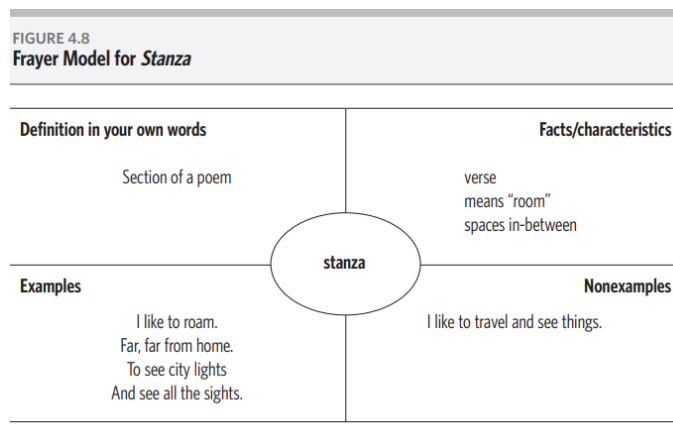 FIGURE 4.8
Frayer Model for Stanza
Definition in your own words
Section of a poem
Facts/characteristics
verse
means “room”
spaces in-between
stanza
Examples
I like to roam.
Far, far from home.
To see city lights
And see all the sights.
Nonexamples
I like to travel and see things.